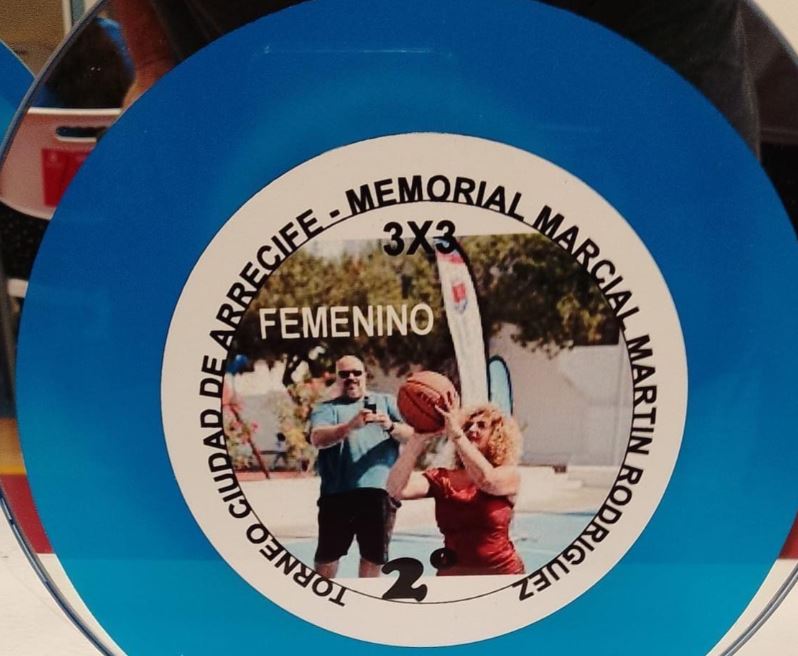 TORNEO CIUDAD DE ARRECIFE - MEMORIAL MARCIAL MARTIN RODRIGUEZ
3X3
FEMENINO
2º